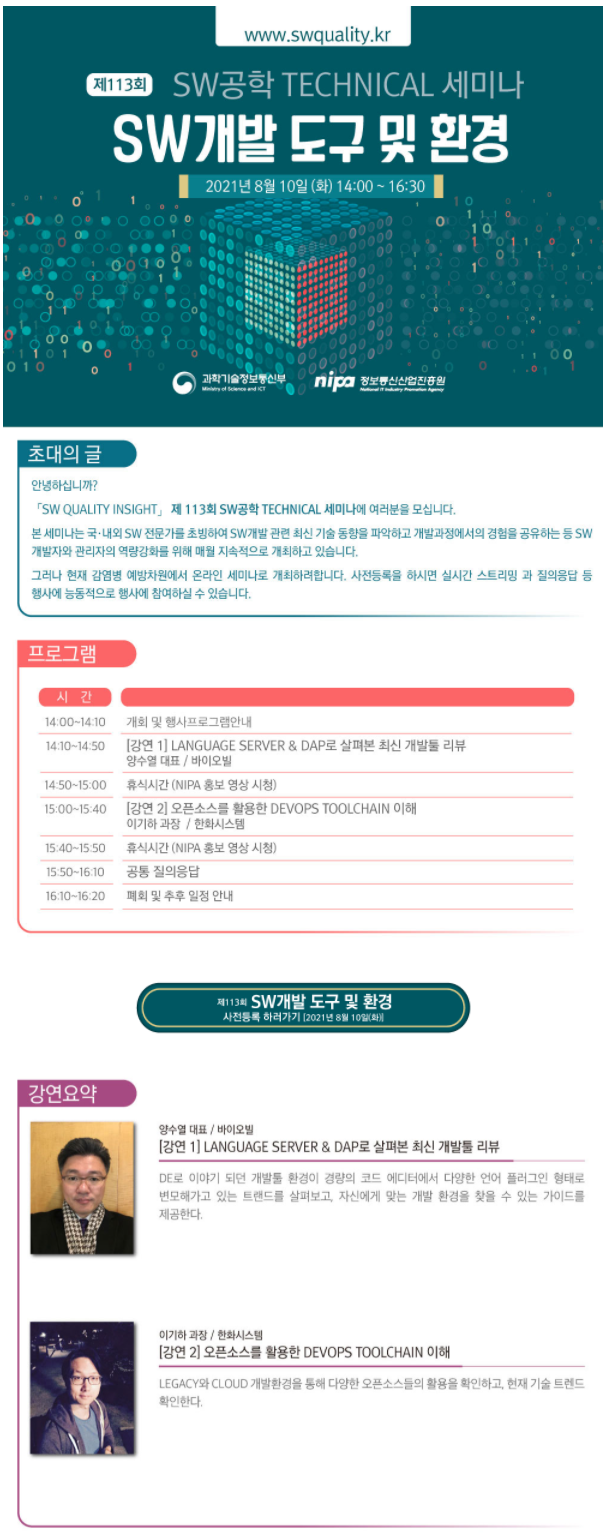 www.swquality.kr
제113회 SW공학 TECHNICAL 세미나
SW개발 도구 및 환경
2021년 8월 10일 (화) 14:00 ~ 16:30
과학기술정보통신부
Ministry of Science and ICT
nipa 정보통신산업진흥원
National IT Industry Promotion Agency
초대의 글
안녕하십니까?
「SW QUALITY INSIGHT」 제 113회 SW공학 TECHNICAL 세미나에 여러분을 모십니다.
본 세미나는 국·내외 SW 전문가를 초빙하여 SW개발 관련 최신 기술 동향을 파악하고 개발과정에서의 경험을 공유하는 등 SW
개발자와 관리자의 역량강화를 위해 매월 지속적으로 개최하고 있습니다.
그러나 현재 감염병 예방차원에서 온라인 세미나로 개최하려합니다. 사전등록을 하시면 실시간 스트리밍 과 질의응답 등
행사에 능동적으로 행사에 참여하실 수 있습니다.
프로그램
시 간
14:00~14:10 개회 및 행사프로그램안내
14:10~14:50 [강연 1] LANGUAGE SERVER & DAP로 살펴본 최신 개발툴 리뷰
양수열 대표 / 바이오빌
14:50~15:00 휴식시간 (NIPA 홍보 영상 시청)
15:00~15:40 [강연 2] 오픈소스를 활용한 DEVOPS TOOLCHAIN 이해
이기하 과장 / 한화시스템
15:40~15:50 휴식시간 (NIPA 홍보 영상 시청)
15:50~16:10 공통 질의응답
16:10~16:20 폐회 및 추후 일정 안내
제113회 SW개발 도구 및 환경
사전등록 하러가기 [2021년 8월 10일(화)]
강연요약
양수열 대표 / 바이오빌
[강연 1] LANGUAGE SERVER & DAP로 살펴본 최신 개발툴 리뷰
DE로 이야기 되던 개발툴 환경이 경량의 코드 에디터에서 다양한 언어 플러그인 형태로
변모해가고 있는 트랜드를 살펴보고, 자신에게 맞는 개발 환경을 찾을 수 있는 가이드를
제공한다.
이기하 과장 / 한화시스템
[강연 2] 오픈소스를 활용한 DEVOPS TOOLCHAIN 이해
LEGACY와 CLOUD 개발환경을 통해 다양한 오픈소스들의 활용을 확인하고, 현재 기술 트렌드
확인한다.